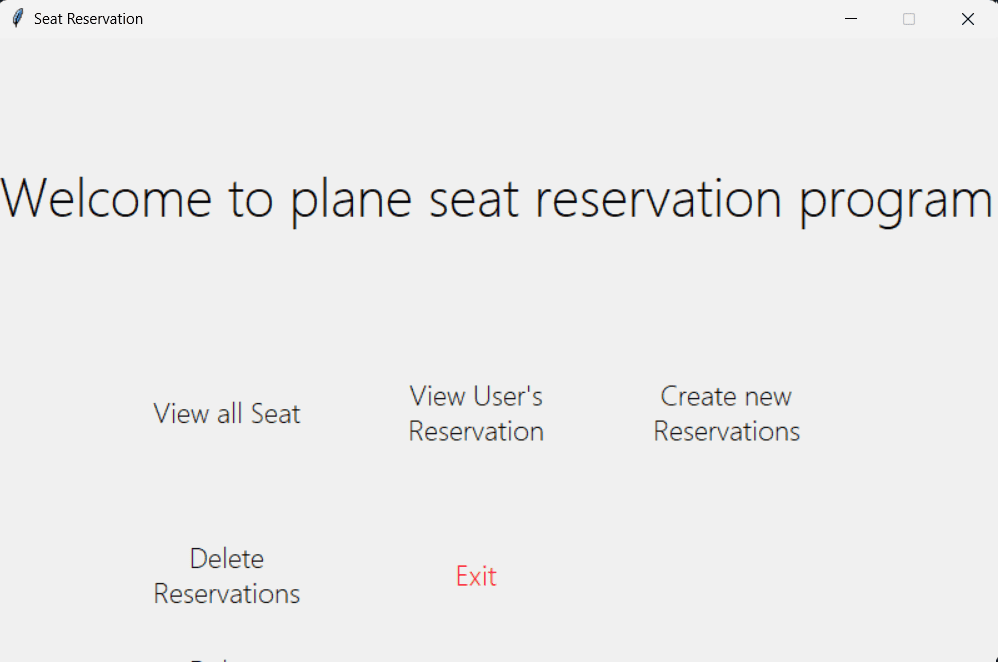 Seat Reservation
Welcome to plane seat reservation program
View all Seat
View User's
Reservation
Create new
Reservations
Delete
Reservations
Exit